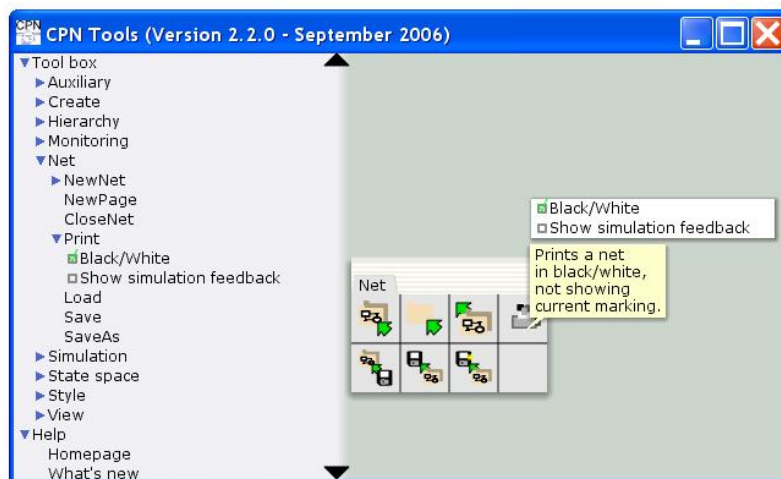 CPN
CPN Tools (Version 2.2.0 - September 2006)
Tool box
Auxiliary
Create
Hierarchy
Monitoring
Net
NewNet
NewPage
CloseNet
Print
Black/White
Show simulation feedback
Load
Save
SaveAs
Simulation
State space
Style
View
Help
Homepage
What's new
Net
Black/White
Show simulation feedback
Prints a net
in black/white,
not showing
current marking.